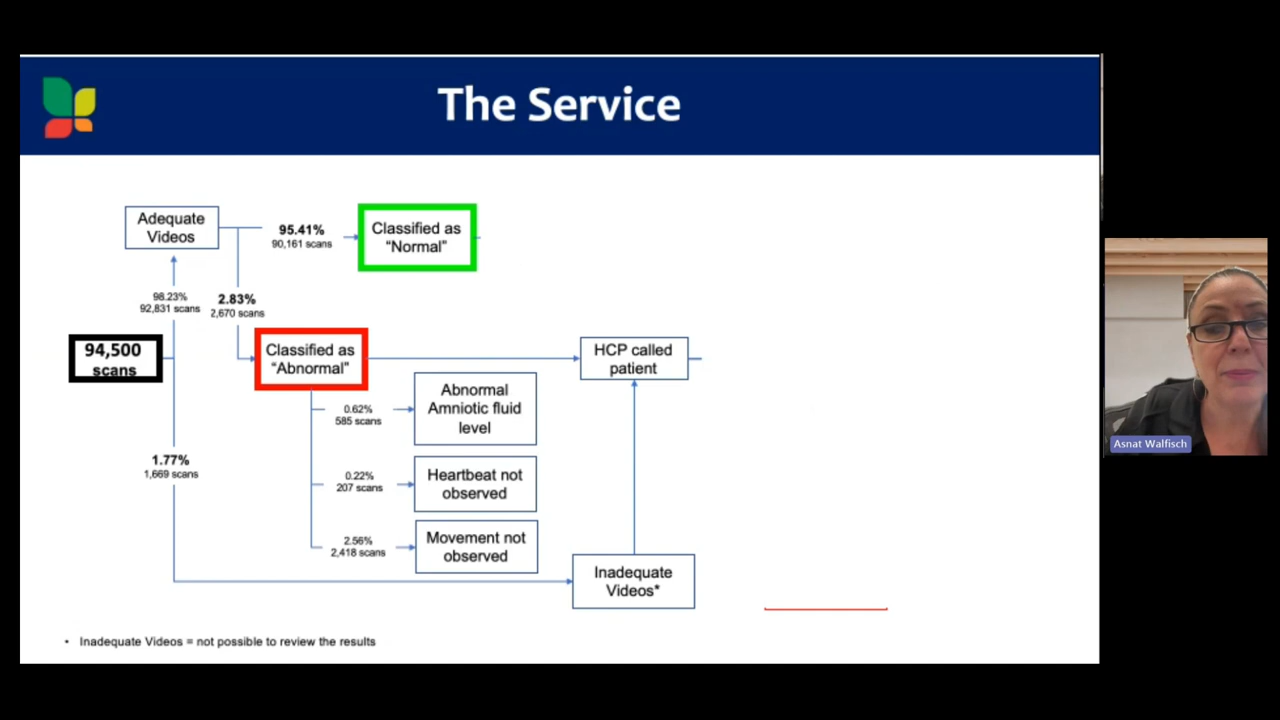 The Service
Adequate
Videos
95.41%
90,161 scans
Classified as
“Normal”
98.23%
92,831 scans
2.83%
2,670 scans
94,500
scans
Classified as
“Abnormal”
HCP called
patient
0.62%
585 scans
Abnormal
Amniotic fluid
level
1.77%
1,669 scans
0.22%
207 scans
Heartbeat not
observed
2.56%
2,418 scans
Movement not
observed
Inadequate
Videos*
• Inadequate Videos = not possible to review the results
Asnat Walfisch